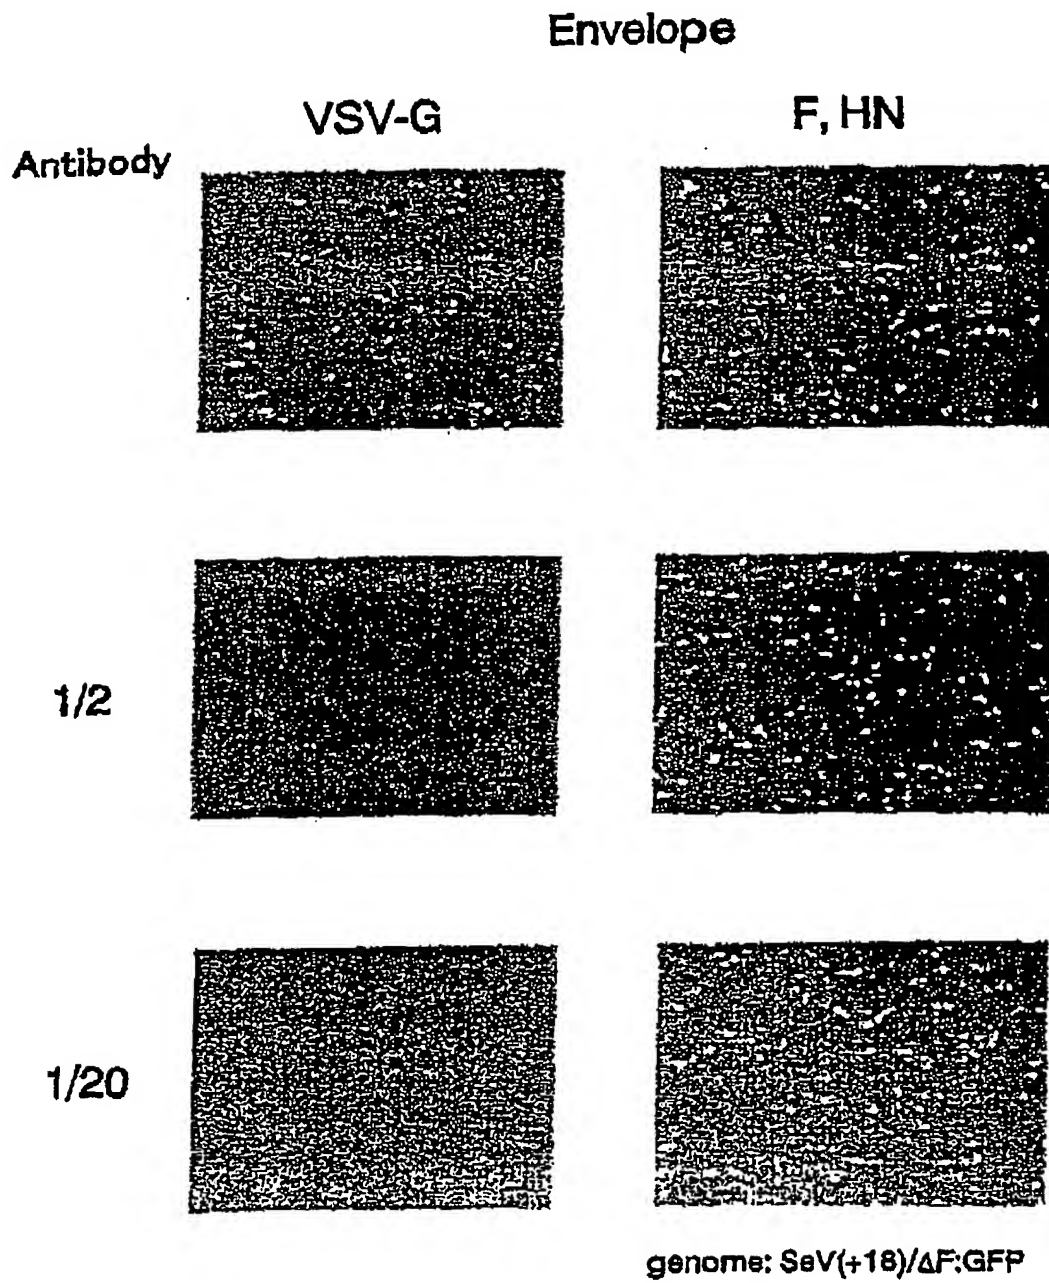 Envelope
VSV-G F, HN
Antibody
1/2
1/20
genome: SeV(+18)/ΔF:GFP